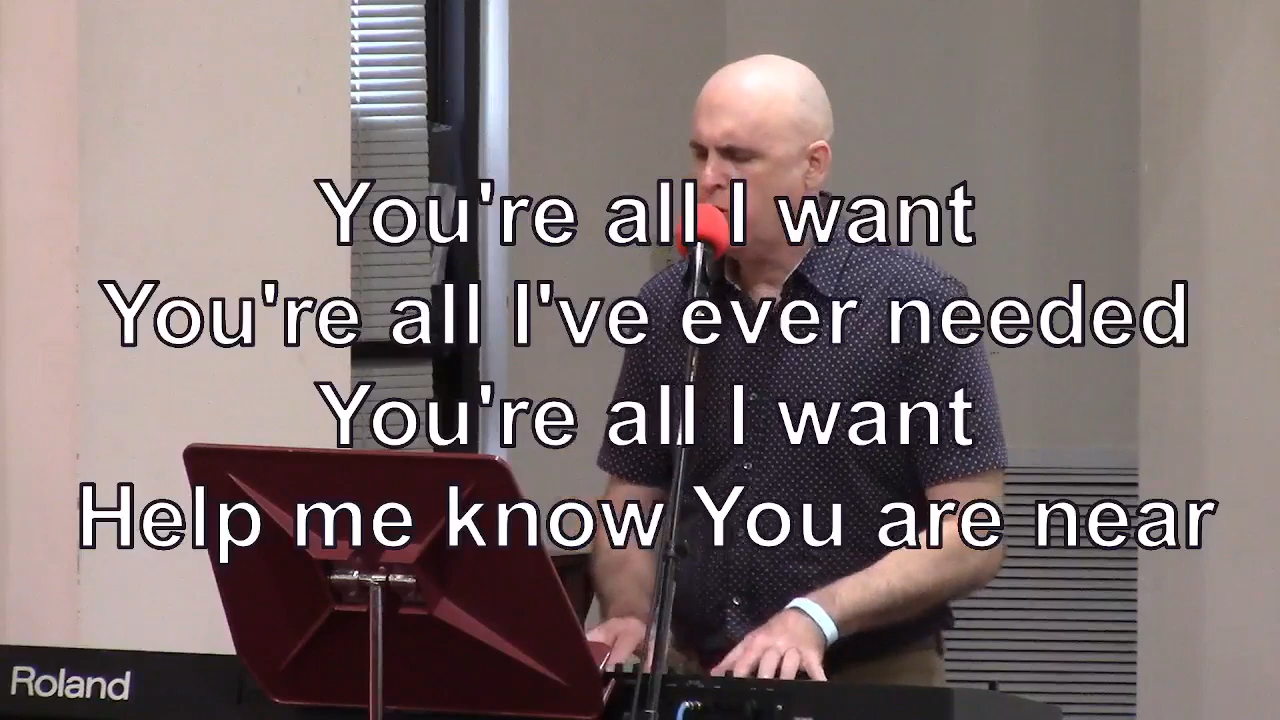 You're all I want
You're all I've ever needed
You're all I want
Help me know You are near
Roland